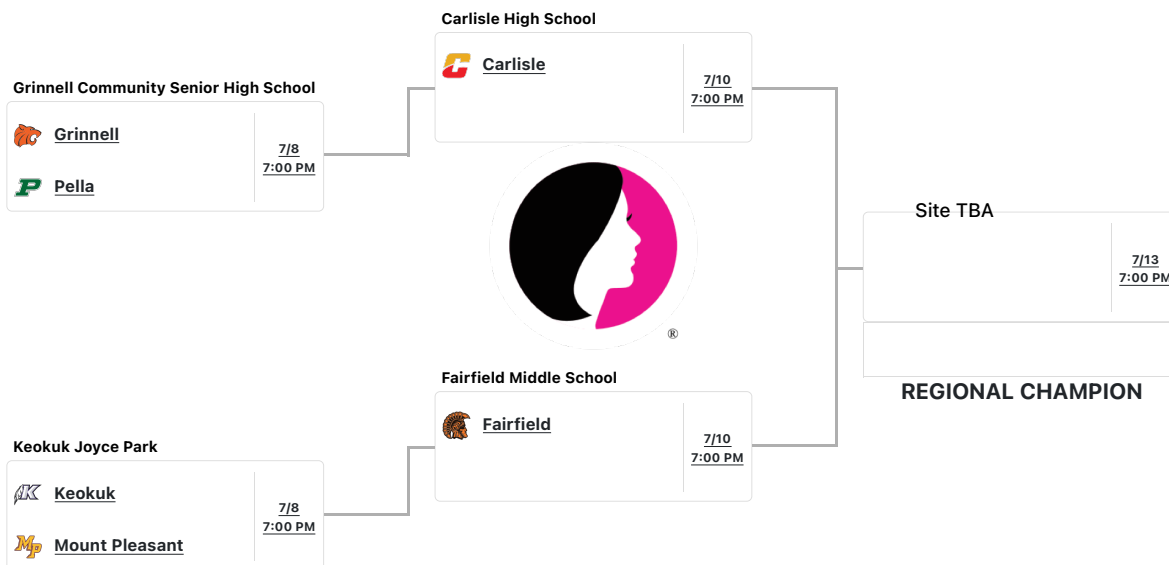 Carlisle High School
Carlisle
7/10
7:00 PM
Grinnell Community Senior High School
Grinnell
Pella
7/8
7:00 PM
Site TBA
7/13
7:00 PM
®
REGIONAL CHAMPION
Fairfield Middle School
Fairfield
7/10
7:00 PM
Keokuk Joyce Park
Keokuk
Mount Pleasant
7/8
7:00 PM
C
P
K
MP